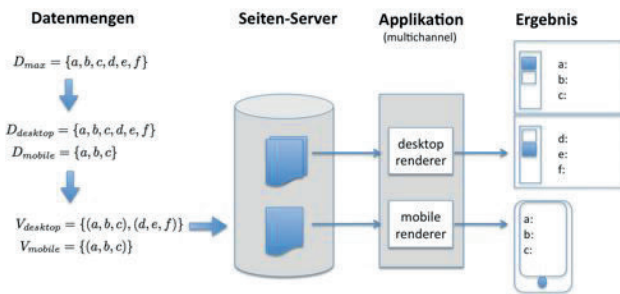 Datenmengen
Seiten-Server
Applikation
(multichannel)
Ergebnis
D_max = {a, b, c, d, e, f}
D_desktop = {a, b, c, d, e, f}
D_mobile = {a, b, c}
V_desktop = {(a, b, c), (d, e, f)}
V_mobile = {(a, b, c)}
desktop
renderer
mobile
renderer
a:
b:
c:
d:
e:
f:
a:
b:
c: